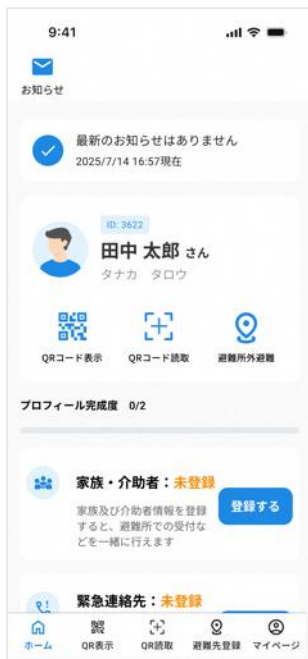 9:41
お知らせ
最新のお知らせはありません
2025/7/14 16:57現在
ID: 3622
田中 太郎 さん
タナカ タロウ
QRコード表示 QRコード読取 避難所外避難
プロフィール完成度 0/2
家族・介助者：未登録
家族及び介助者情報を登録
すると、避難所での受付な
どを一緒に行えます
登録する
緊急連絡先：未登録
ホーム QR表示 QR読取 避難先登録 マイページ